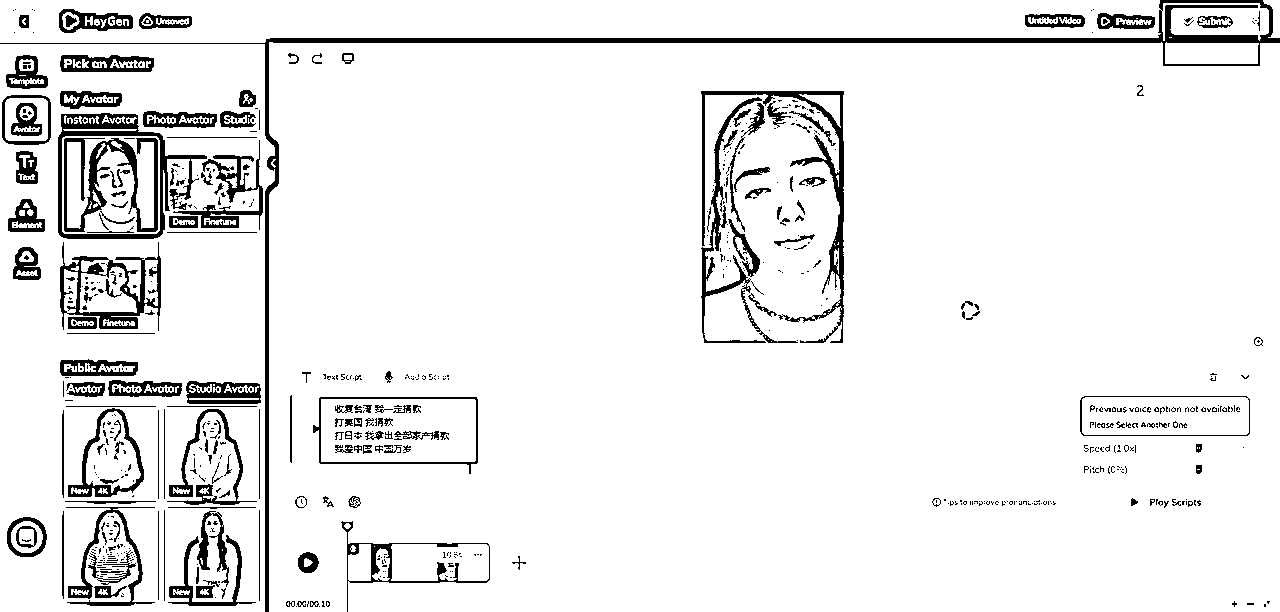 HeyGen
Unsaved
Untitled Video
Preview
Submit
Template
Avatar
Text
Element
Asset
Pick an Avatar
My Avatar
Instant Avatar
Photo Avatar
Studio
Demo
Finetune
Demo
Finetune
Public Avatar
Avatar
Photo Avatar
Studio Avatar
New
4K
New
4K
New
4K
New
4K
2
Text Script
Audio Script
收复台湾 我一定捐款
打美国 我捐款
打日本 我拿出全部家产捐款
我爱中国 中国万岁
Previous voice option not available
Please Select Another One
Speed (1.0x)
Pitch (0%)
Tips to improve pronunciations
Play Scripts
00:00/00:10